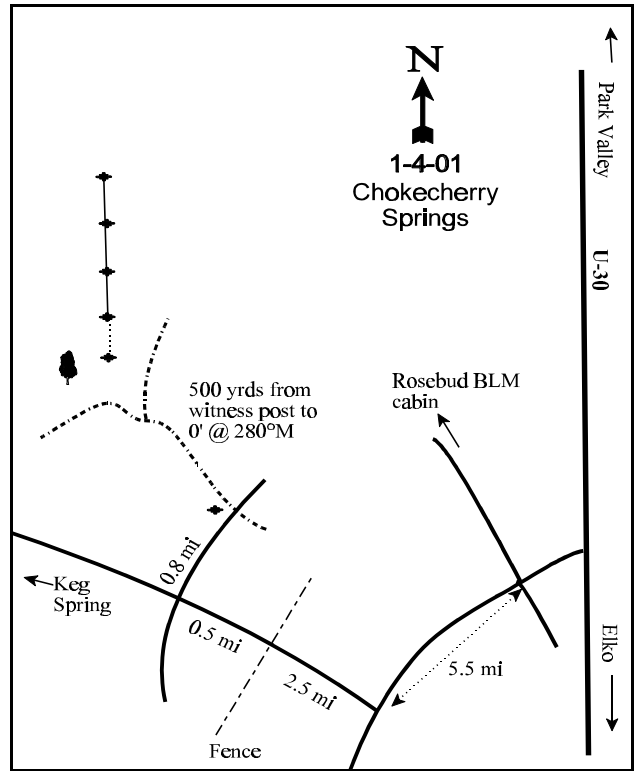 N
Park Valley
1-4-01
Chokecherry
Springs
U-30
Rosebud BLM
cabin
500 yrds from
witness post to
0' @ 280°M
0.8 mi
Keg
Spring
0.5 mi
2.5 mi
5.5 mi
Elko
Fence